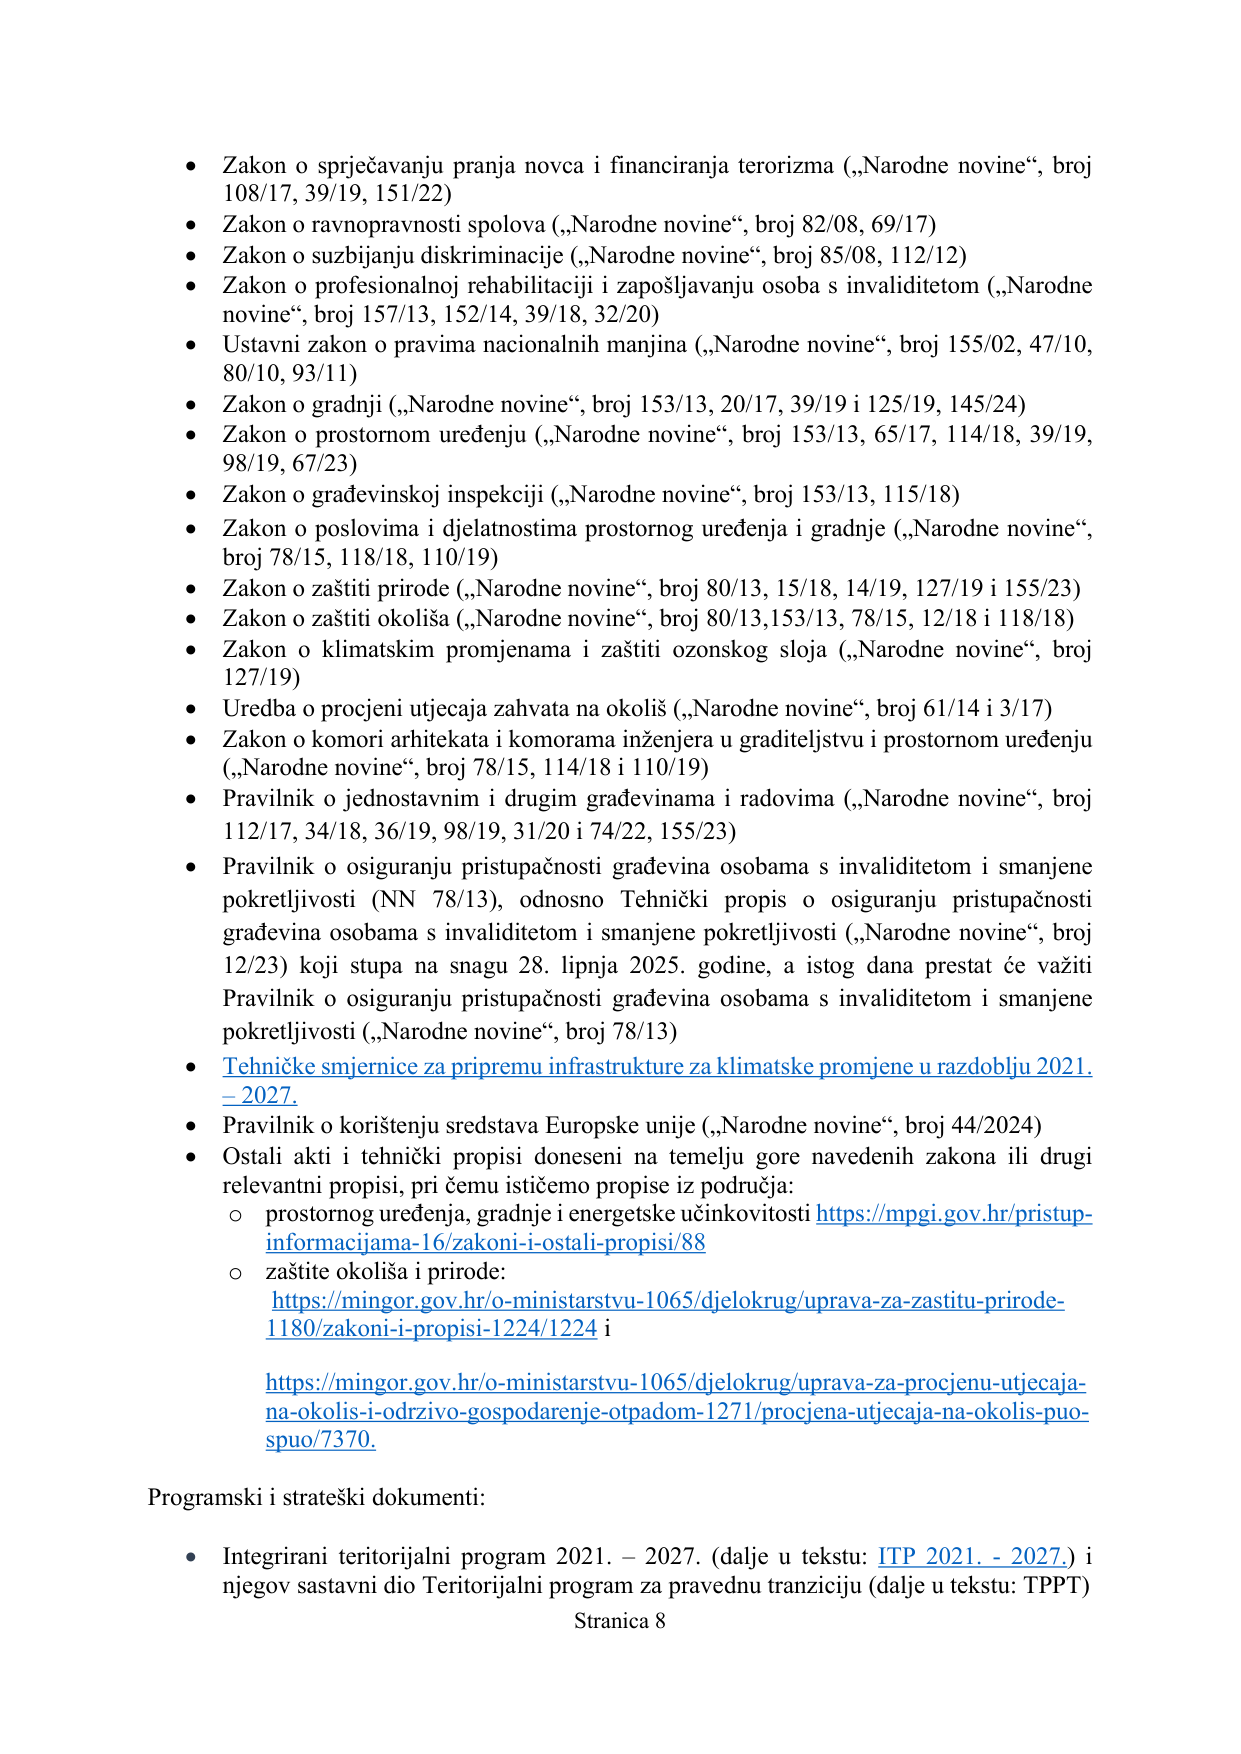 • Zakon o sprječavanju pranja novca i financiranja terorizma („Narodne novine“, broj
108/17, 39/19, 151/22)
• Zakon o ravnopravnosti spolova („Narodne novine“, broj 82/08, 69/17)
• Zakon o suzbijanju diskriminacije („Narodne novine“, broj 85/08, 112/12)
• Zakon o profesionalnoj rehabilitaciji i zapošljavanju osoba s invaliditetom („Narodne
novine“, broj 157/13, 152/14, 39/18, 32/20)
• Ustavni zakon o pravima nacionalnih manjina („Narodne novine“, broj 155/02, 47/10,
80/10, 93/11)
• Zakon o gradnji („Narodne novine“, broj 153/13, 20/17, 39/19 i 125/19, 145/24)
• Zakon o prostornom uređenju („Narodne novine“, broj 153/13, 65/17, 114/18, 39/19,
98/19, 67/23)
• Zakon o građevinskoj inspekciji („Narodne novine“, broj 153/13, 115/18)
• Zakon o poslovima i djelatnostima prostornog uređenja i gradnje („Narodne novine“,
broj 78/15, 118/18, 110/19)
• Zakon o zaštiti prirode („Narodne novine“, broj 80/13, 15/18, 14/19, 127/19 i 155/23)
• Zakon o zaštiti okoliša („Narodne novine“, broj 80/13,153/13, 78/15, 12/18 i 118/18)
• Zakon o klimatskim promjenama i zaštiti ozonskog sloja („Narodne novine“, broj
127/19)
• Uredba o procjeni utjecaja zahvata na okoliš („Narodne novine“, broj 61/14 i 3/17)
• Zakon o komori arhitekata i komorama inženjera u graditeljstvu i prostornom uređenju
(„Narodne novine“, broj 78/15, 114/18 i 110/19)
• Pravilnik o jednostavnim i drugim građevinama i radovima („Narodne novine“, broj
112/17, 34/18, 36/19, 98/19, 31/20 i 74/22, 155/23)
• Pravilnik o osiguranju pristupačnosti građevina osobama s invaliditetom i smanjene
pokretljivosti (NN 78/13), odnosno Tehnički propis o osiguranju pristupačnosti
građevina osobama s invaliditetom i smanjene pokretljivosti („Narodne novine“, broj
12/23) koji stupa na snagu 28. lipnja 2025. godine, a istog dana prestat će važiti
Pravilnik o osiguranju pristupačnosti građevina osobama s invaliditetom i smanjene
pokretljivosti („Narodne novine“, broj 78/13)
• Tehničke smjernice za pripremu infrastrukture za klimatske promjene u razdoblju 2021.
– 2027.
• Pravilnik o korištenju sredstava Europske unije („Narodne novine“, broj 44/2024)
• Ostali akti i tehnički propisi doneseni na temelju gore navedenih zakona ili drugi
relevantni propisi, pri čemu ističemo propise iz područja:
o prostornog uređenja, gradnje i energetske učinkovitosti https://mpgi.gov.hr/pristup-
informacijama-16/zakoni-i-ostali-propisi/88
o zaštite okoliša i prirode:
https://mingor.gov.hr/o-ministarstvu-1065/djelokrug/uprava-za-zastitu-prirode-
1180/zakoni-i-propisi-1224/1224 i
https://mingor.gov.hr/o-ministarstvu-1065/djelokrug/uprava-za-procjenu-utjecaja-
na-okolis-i-odrzivo-gospodarenje-otpadom-1271/procjena-utjecaja-na-okolis-puo-
spuo/7370.
Programski i strateški dokumenti:
• Integrirani teritorijalni program 2021. – 2027. (dalje u tekstu: ITP 2021. - 2027.) i
njegov sastavni dio Teritorijalni program za pravednu tranziciju (dalje u tekstu: TPPT)
Stranica 8